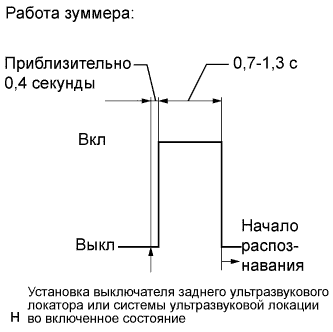 Работа зуммера:
Приблизительно
0,4 секунды
0,7-1,3 с
Вкл
Выкл
Начало
распоз-
навания
Установка выключателя заднего ультразвукового
локатора или системы ультразвуковой локации
во включенное состояние
H